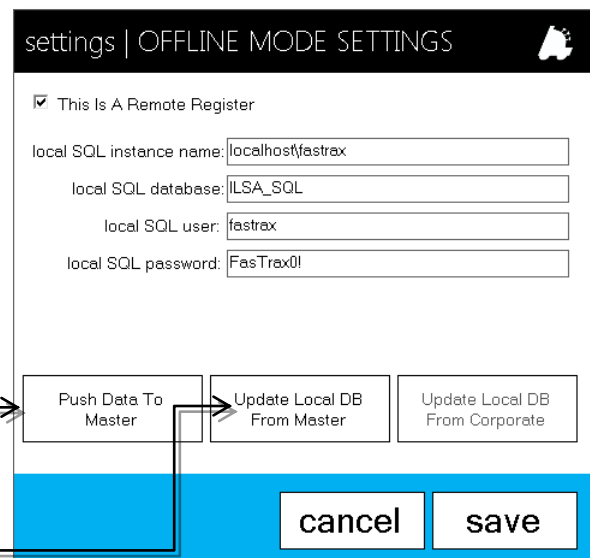 settings | OFFLINE MODE SETTINGS
This Is A Remote Register
local SQL instance name: localhost\fastrax
local SQL database: ILSA_SQL
local SQL user: fastrax
local SQL password: FasTrax0!
Push Data To
Master
Update Local DB
From Master
Update Local DB
From Corporate
cancel
save